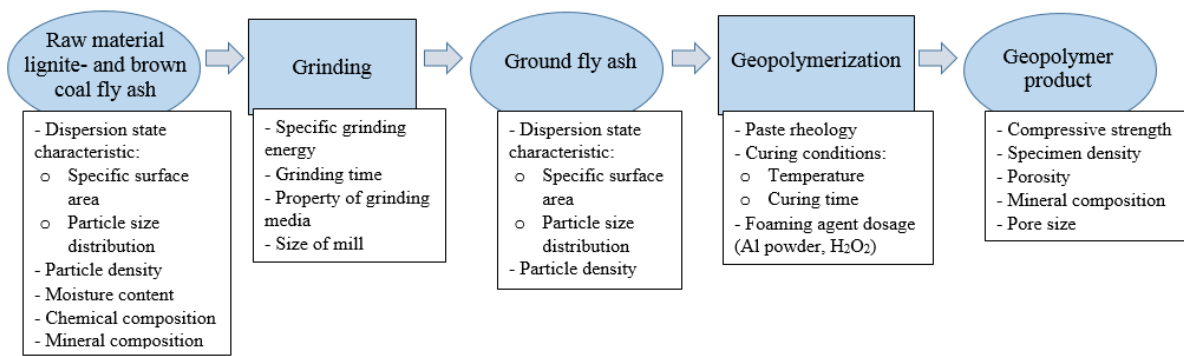 Raw material
lignite- and brown
coal fly ash
- Dispersion state
characteristic:
o Specific surface
area
o Particle size
distribution
- Particle density
- Moisture content
- Chemical composition
- Mineral composition
Grinding
- Specific grinding
energy
- Grinding time
- Property of grinding
media
- Size of mill
Ground fly ash
- Dispersion state
characteristic:
o Specific surface
area
o Particle size
distribution
- Particle density
Geopolymerization
- Paste rheology
- Curing conditions:
o Temperature
o Curing time
- Foaming agent dosage
(Al powder, H₂O₂)
Geopolymer
product
- Compressive strength
- Specimen density
- Porosity
- Mineral composition
- Pore size